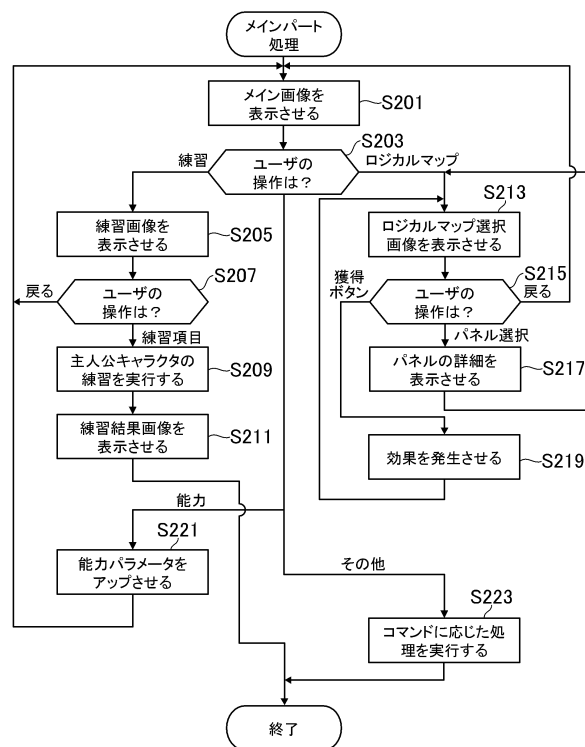 メインパート
処理
メイン画像を
表示させる
S201
S203
練習
ユーザの
操作は?
ロジカルマップ
練習画像を
表示させる
S205
S213
ロジカルマップ選択
画像を表示させる
S207
戻る
ユーザの
操作は?
練習項目
獲得
ボタン
S215
ユーザの
操作は?
戻る
パネル選択
主人公キャラクタの
練習を実行する
S209
パネルの詳細を
表示させる
S217
練習結果画像を
表示させる
S211
効果を発生させる
S219
能力
S221
能力パラメータを
アップさせる
その他
S223
コマンドに応じた処
理を実行する
終了